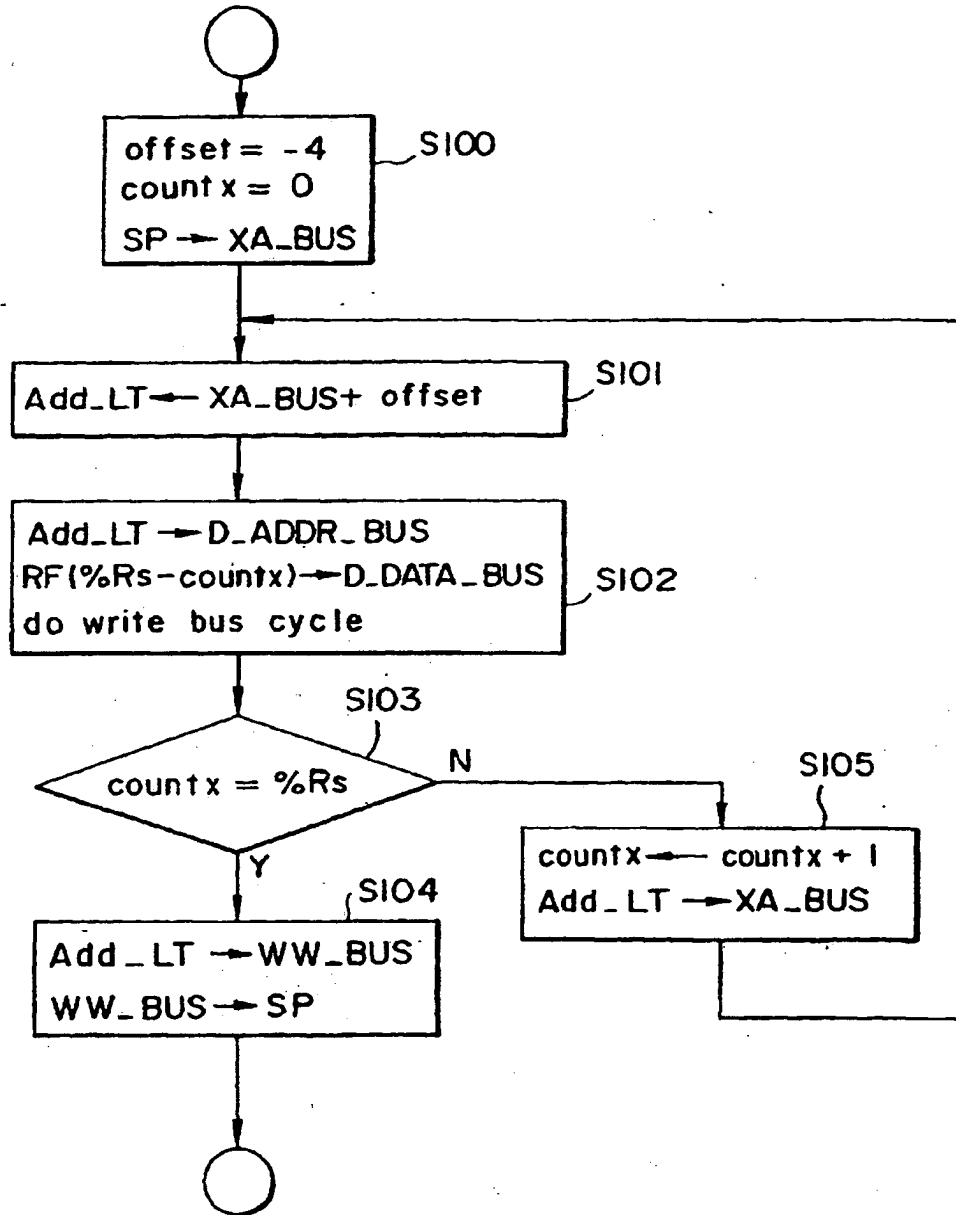 offset = -4
S100
countx = 0
SP → XA_BUS
S101
Add_LT ← XA_BUS + offset
Add_LT → D_ADDR_BUS
RF(%Rs-countx) → D_DATA_BUS
S102
do write bus cycle
S103
countx = %Rs
N
S105
Y
countx ← countx + 1
S104
Add_LT → XA_BUS
Add_LT → WW_BUS
WW_BUS → SP